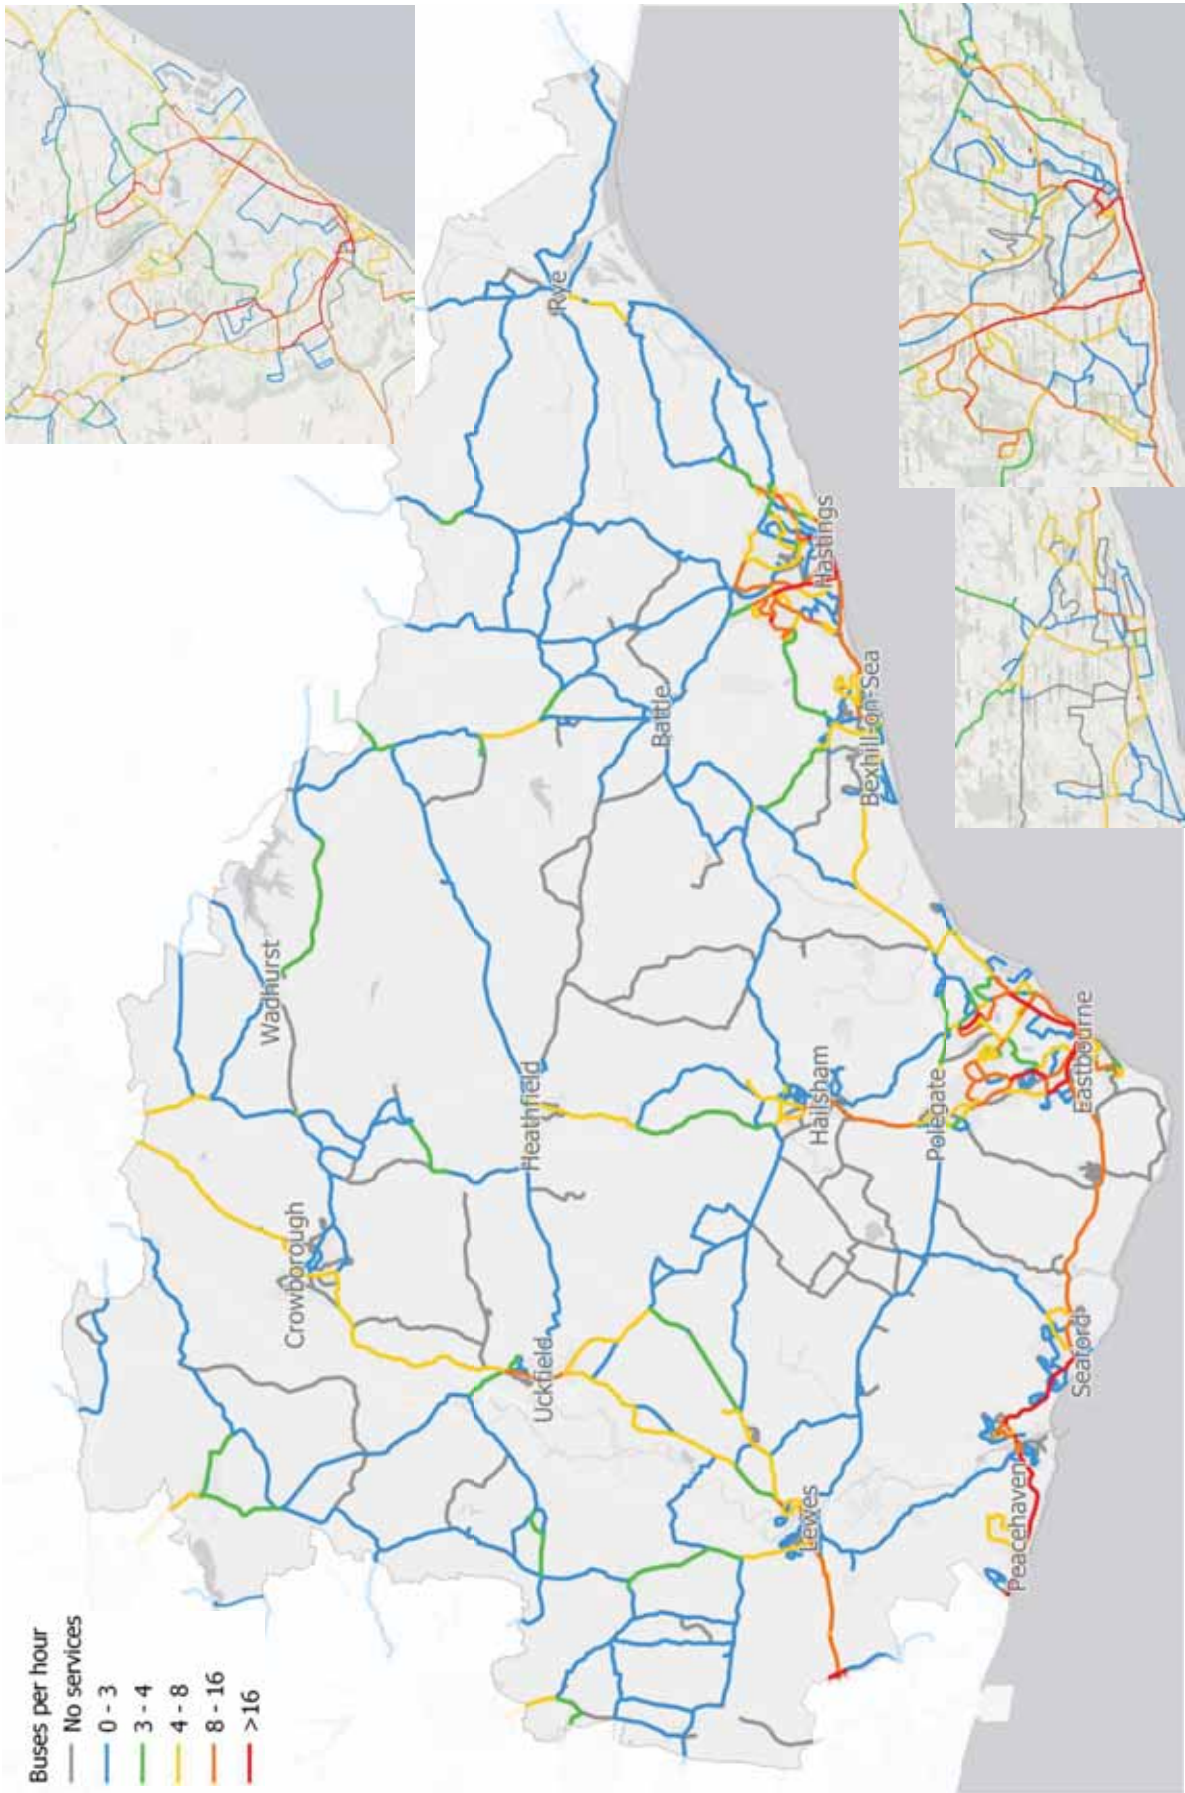 Buses per hour
No services
0 - 3
3 - 4
4 - 8
8 - 16
>16
Wadhurst
Crowborough
Heathfield
Uckfield
Rye
Battle
Hastings
Bexhill-on-Sea
Hailsham
Polegate
Eastbourne
Lewes
Seaford
Peacehaven